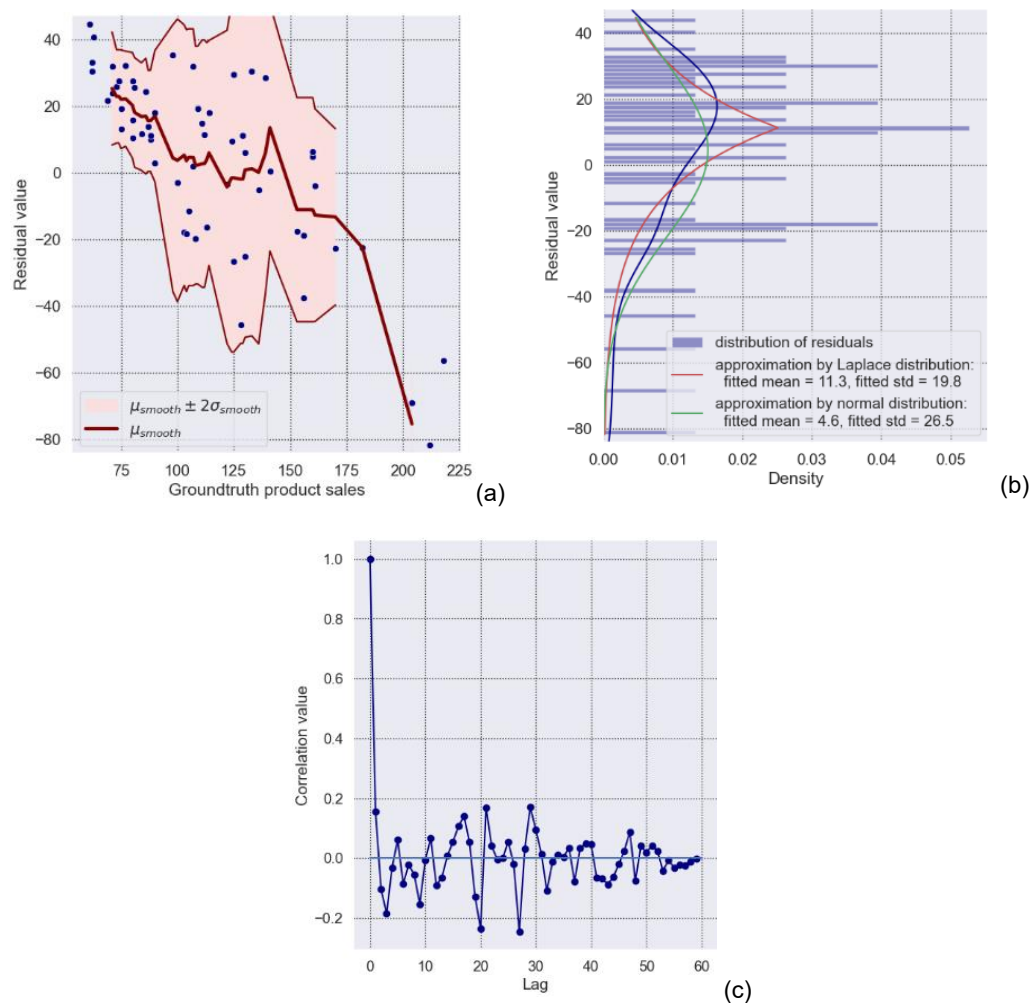 40
20
0
−20
−40
−60
−80
Residual value
μsmooth ± 2σsmooth
μsmooth
75
100
125
150
175
200
225
Groundtruth product sales
(a)
40
20
0
−20
−40
−60
−80
Residual value
distribution of residuals
approximation by Laplace distribution:
fitted mean = 11.3, fitted std = 19.8
approximation by normal distribution:
fitted mean = 4.6, fitted std = 26.5
0.00
0.01
0.02
0.03
0.04
0.05
Density
(b)
1.0
0.8
0.6
0.4
0.2
0.0
−0.2
Correlation value
0
10
20
30
40
50
60
Lag
(c)